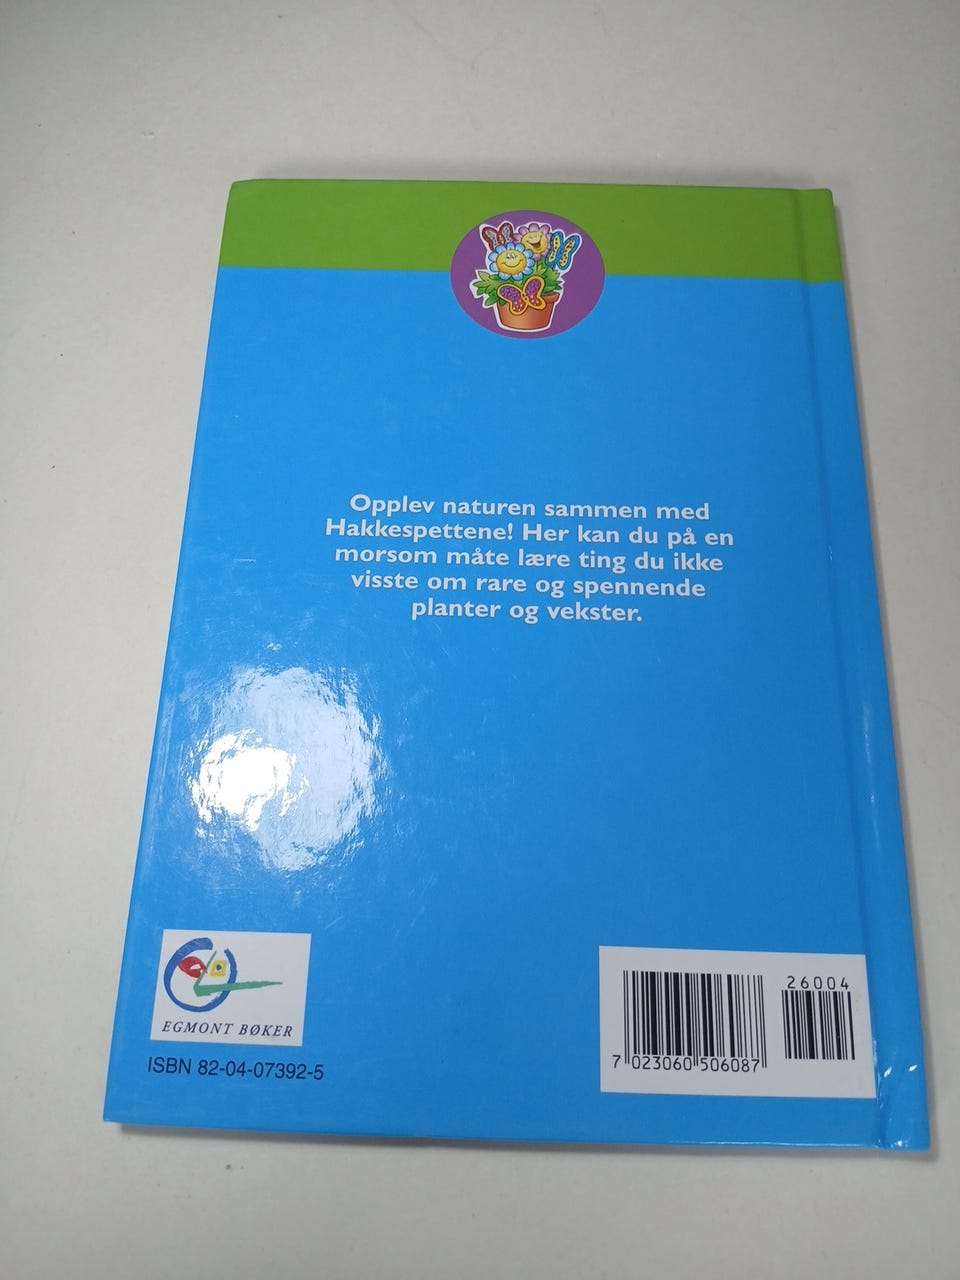 Opplev naturen sammen med
Hakkespettene! Her kan du på en
morsom måte lære ting du ikke
visste om rare og spennende
planter og vekster.
EGMONT BØKER
ISBN 82-04-07392-5
26004
7 023060 506087